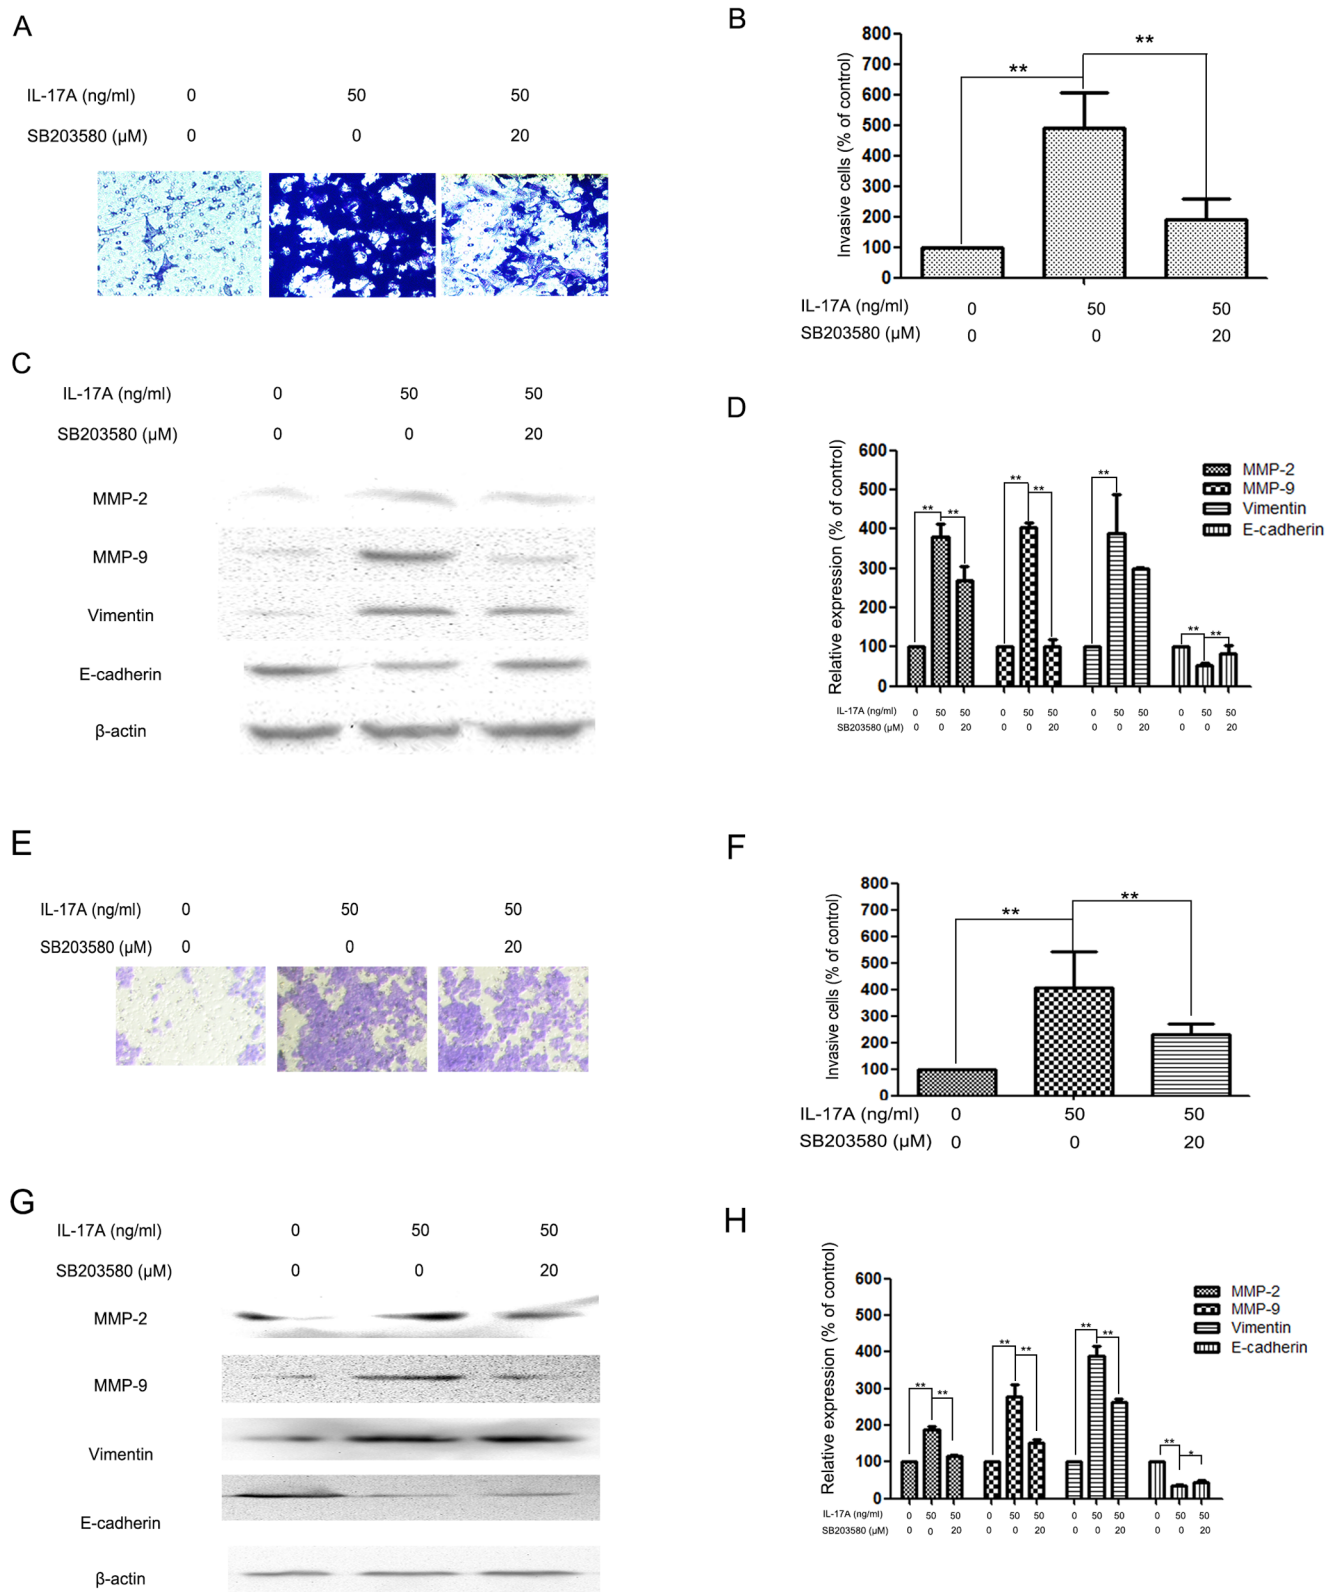 A
IL-17A (ng/ml) 0 50 50
SB203580 (µM) 0 0 20
B
Invasive cells (% of control)
800
700
600
500
400
300
200
100
0
** **
IL-17A (ng/ml) 0 50 50
SB203580 (µM) 0 0 20
C
IL-17A (ng/ml) 0 50 50
SB203580 (µM) 0 0 20
MMP-2
MMP-9
Vimentin
E-cadherin
β-actin
D
Relative expression (% of control)
600
500
400
300
200
100
0
** ** ** ** ** ** **
MMP-2
MMP-9
Vimentin
E-cadherin
IL-17A (ng/ml) 0 50 50 0 50 50 0 50 50 0 50 50
SB203580 (µM) 0 0 20 0 0 20 0 0 20 0 0 20
E
IL-17A (ng/ml) 0 50 50
SB203580 (µM) 0 0 20
F
Invasive cells (% of control)
800
700
600
500
400
300
200
100
0
** **
IL-17A (ng/ml) 0 50 50
SB203580 (µM) 0 0 20
G
IL-17A (ng/ml) 0 50 50
SB203580 (µM) 0 0 20
MMP-2
MMP-9
Vimentin
E-cadherin
β-actin
H
Relative expression (% of control)
600
500
400
300
200
100
0
** ** ** ** ** ** ** *
MMP-2
MMP-9
Vimentin
E-cadherin
IL-17A (ng/ml) 0 50 50 0 50 50 0 50 50 0 50 50
SB203580 (µM) 0 0 20 0 0 20 0 0 20 0 0 20